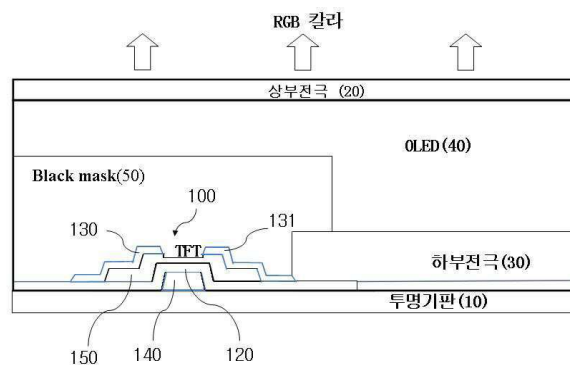 RGB 칼라
상부전극 (20)
OLED(40)
Black mask(50)
100
130
131
TFT
하부전극(30)
투명기판(10)
150
140
120